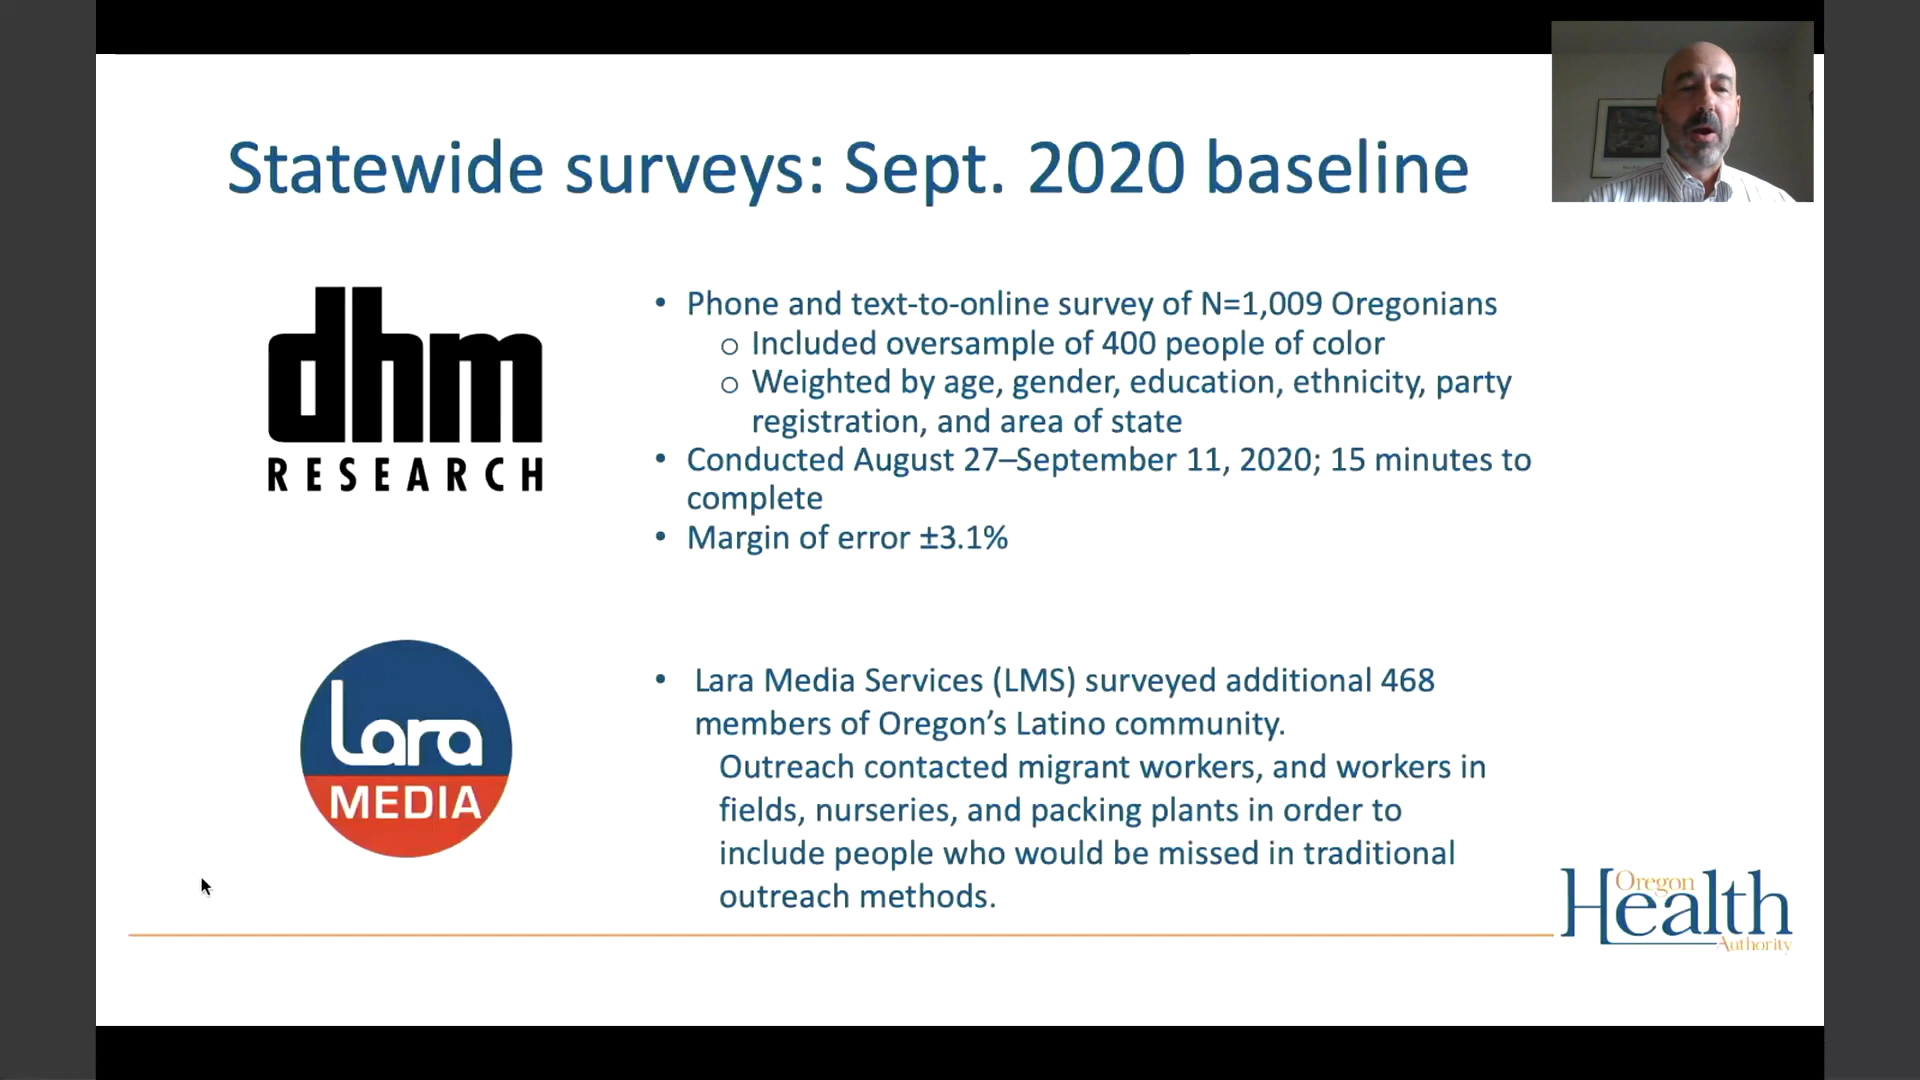 Statewide surveys: Sept. 2020 baseline
dhm
RESEARCH
• Phone and text-to-online survey of N=1,009 Oregonians
o Included oversample of 400 people of color
o Weighted by age, gender, education, ethnicity, party
registration, and area of state
• Conducted August 27–September 11, 2020; 15 minutes to
complete
• Margin of error ±3.1%
Lara
MEDIA
• Lara Media Services (LMS) surveyed additional 468
members of Oregon’s Latino community.
Outreach contacted migrant workers, and workers in
fields, nurseries, and packing plants in order to
include people who would be missed in traditional
outreach methods.
Oregon
Health
Authority